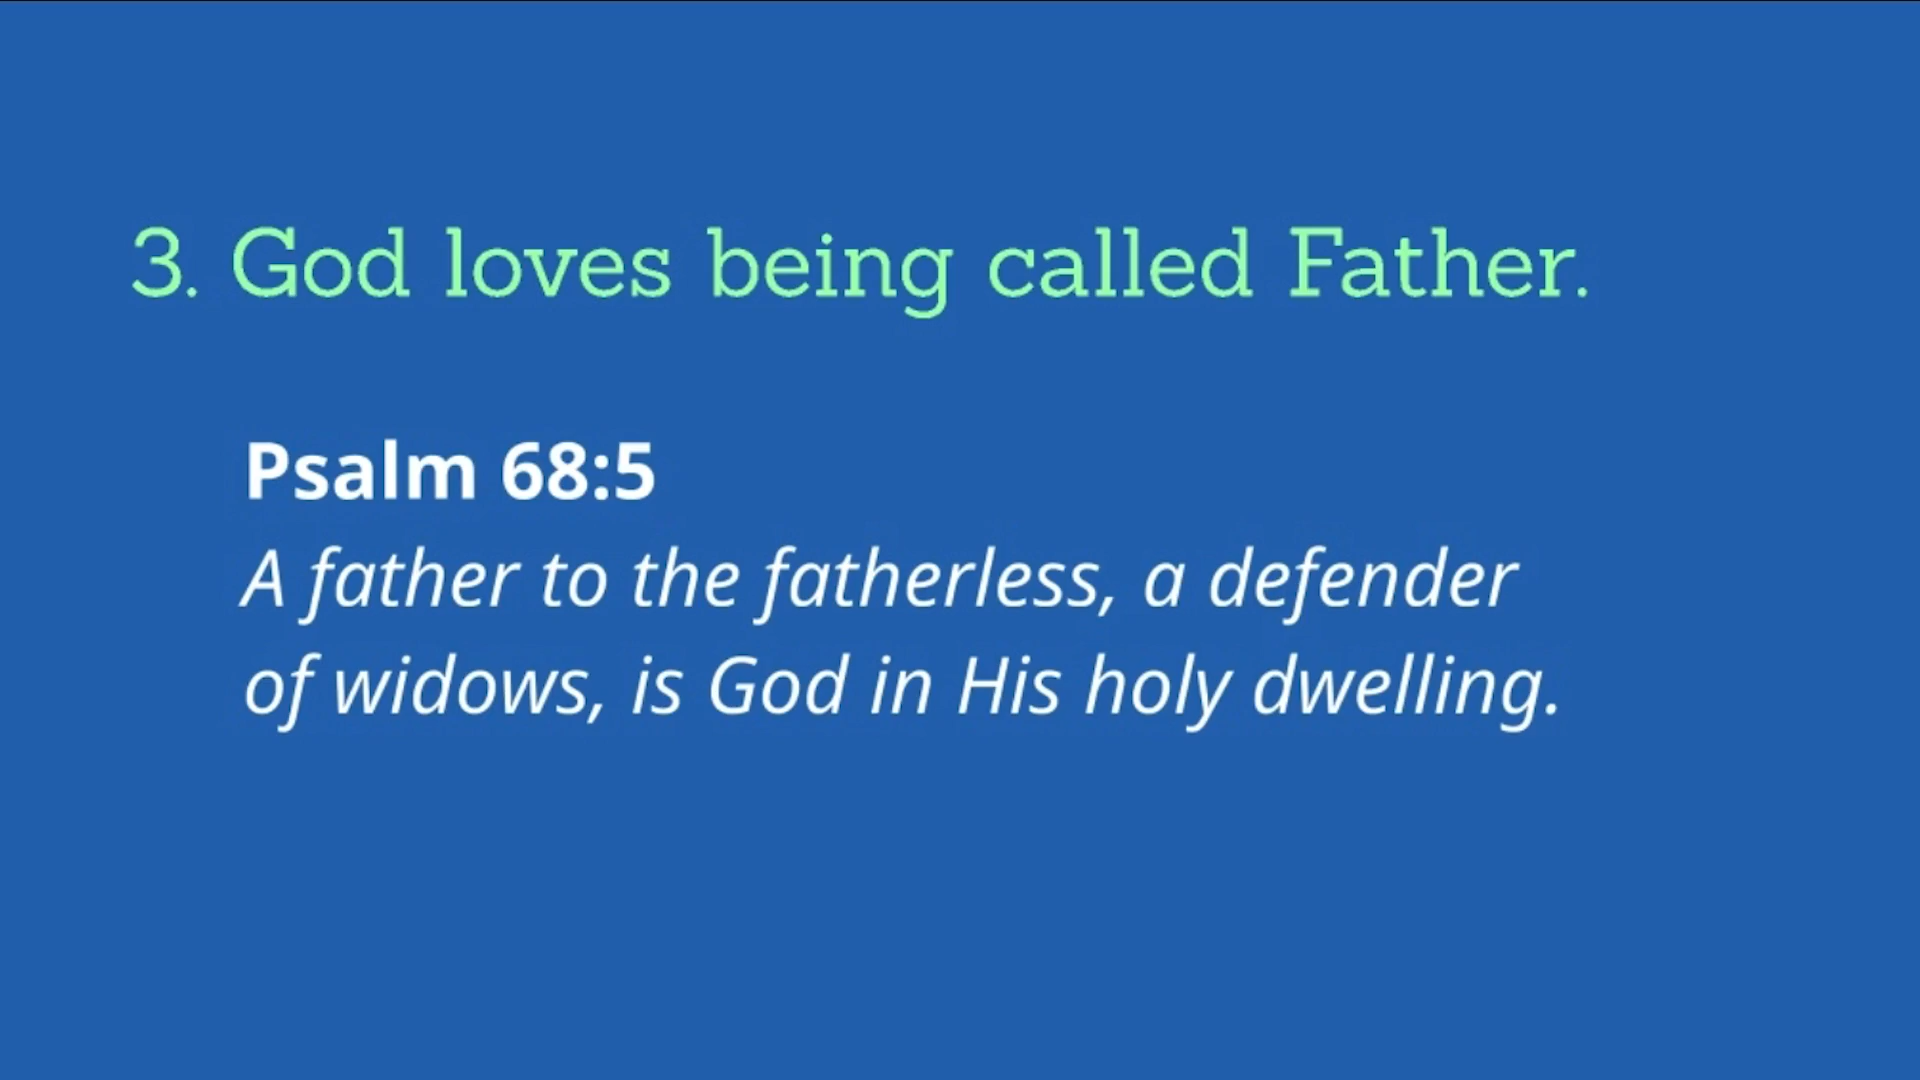 3. God loves being called Father.
Psalm 68:5
A father to the fatherless, a defender
of widows, is God in His holy dwelling.